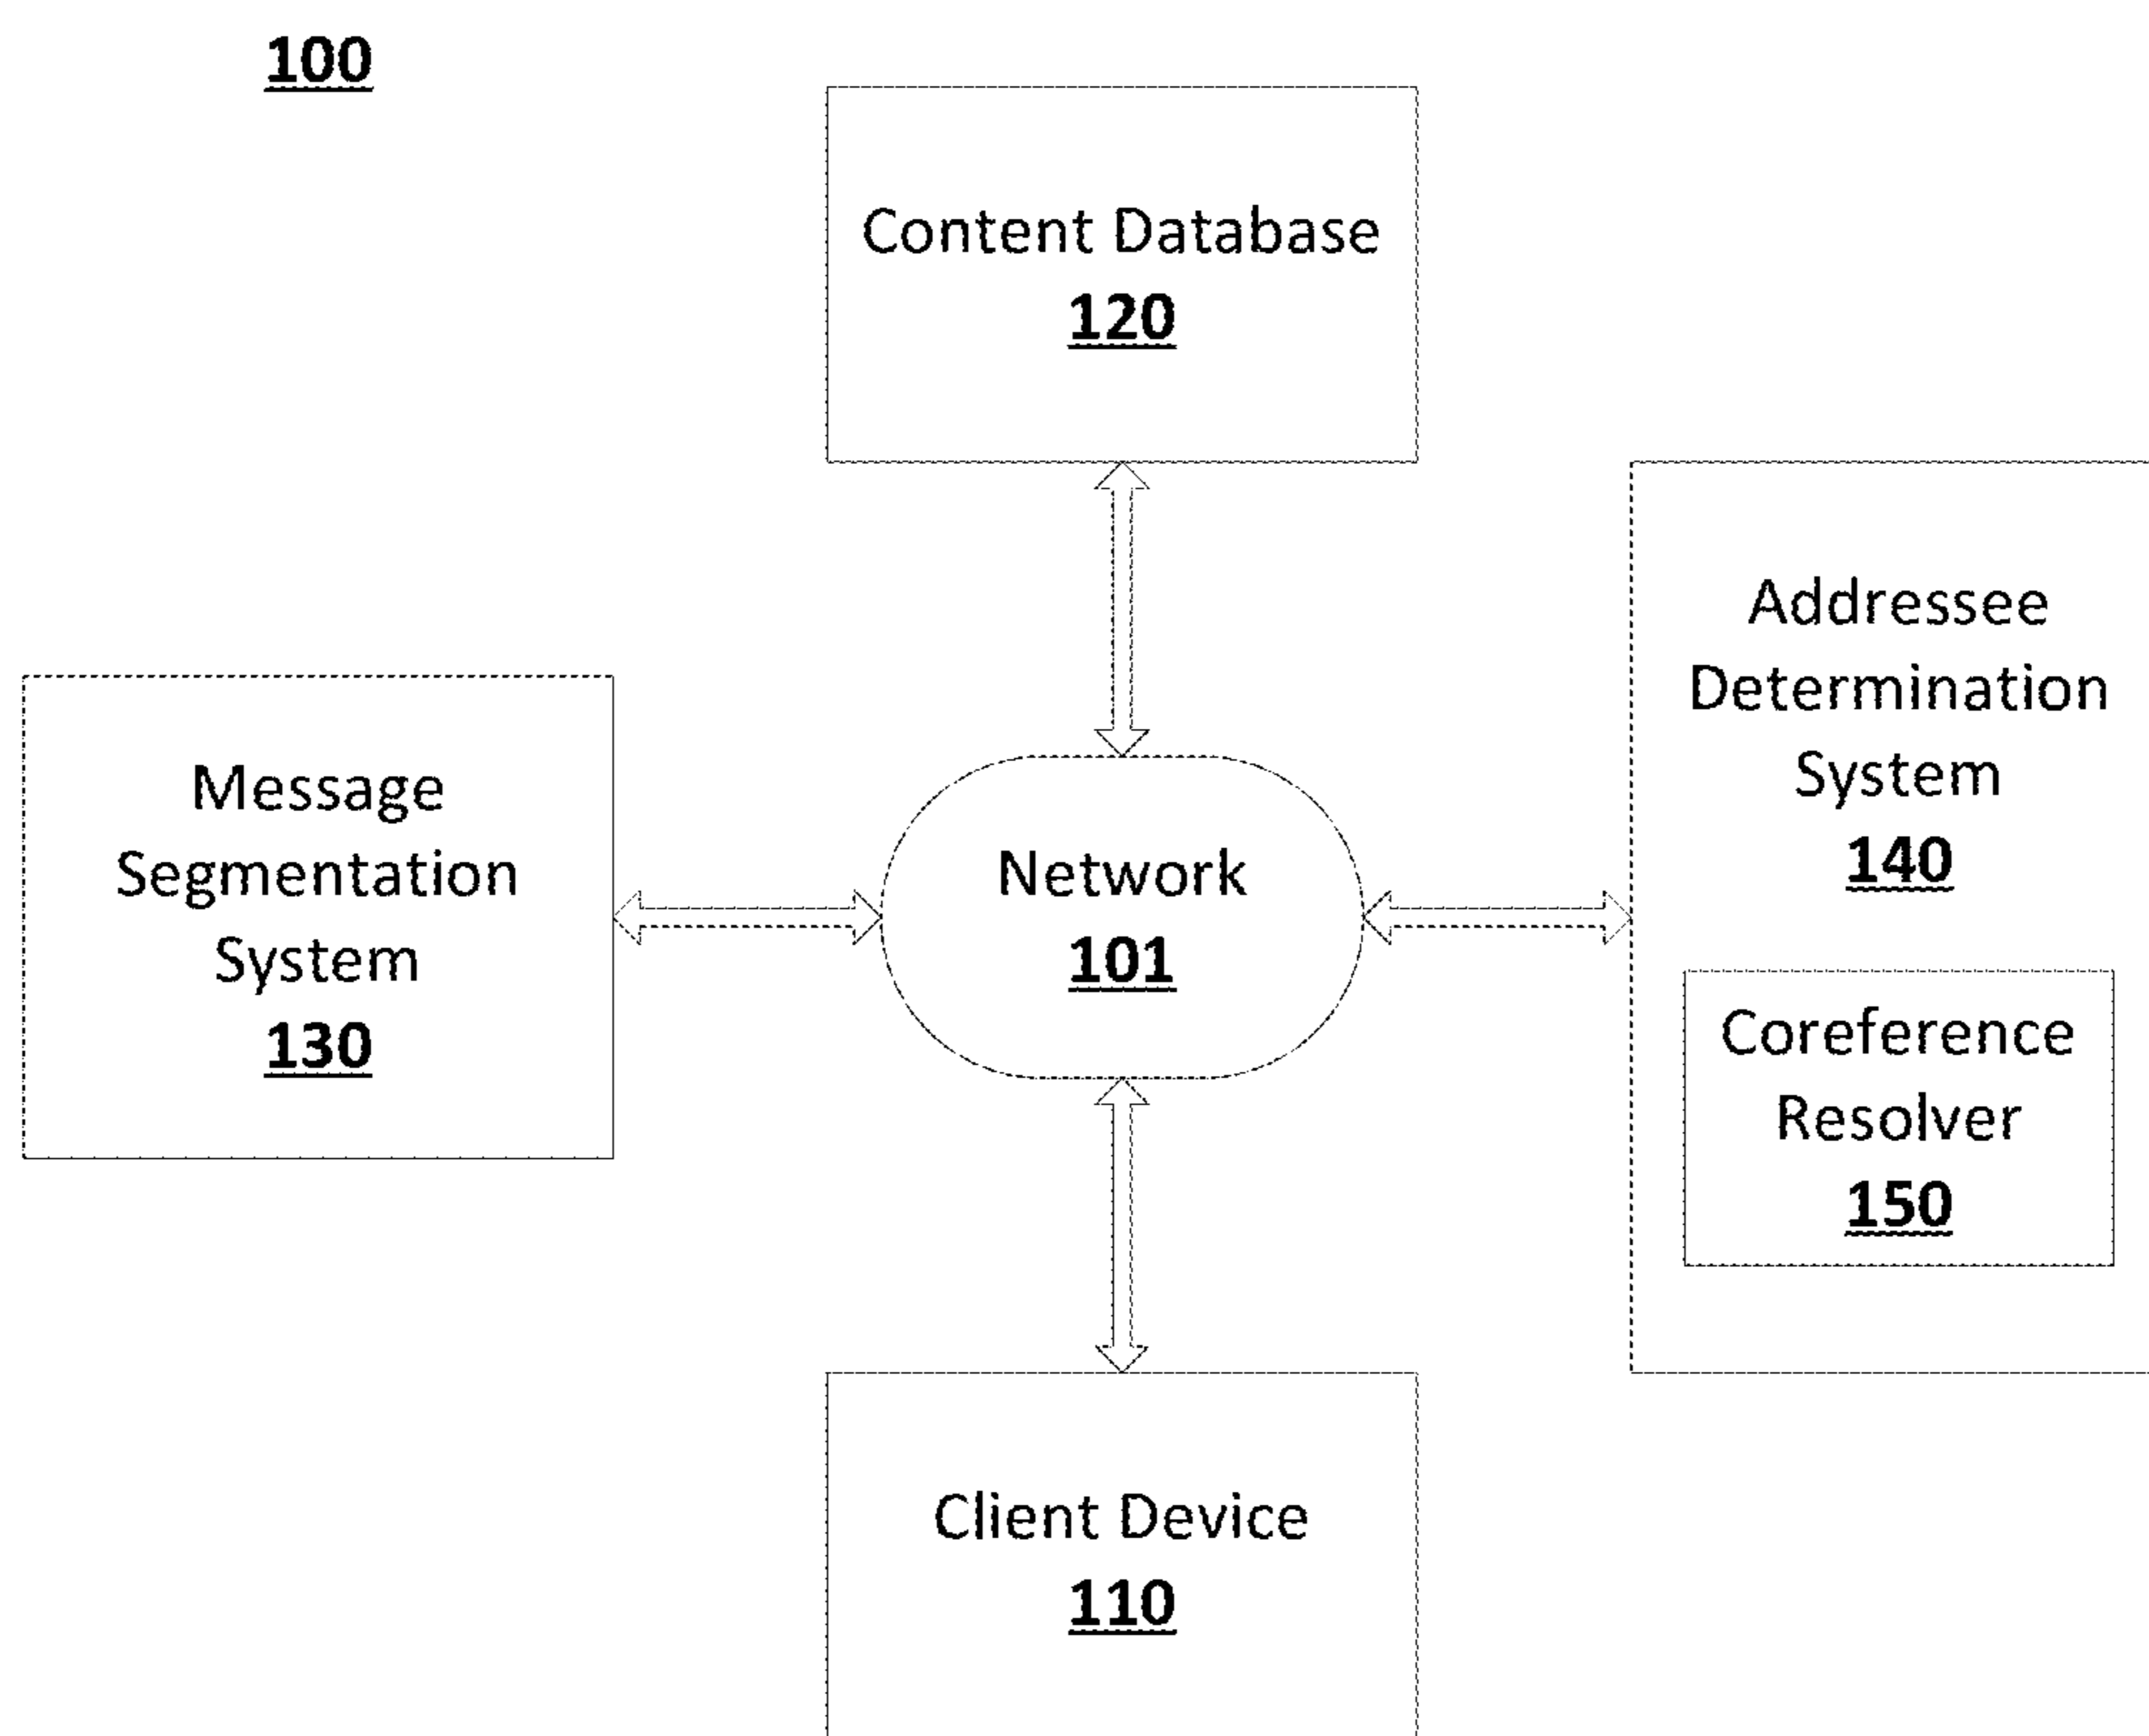 100
Content Database
120
Message
Segmentation
System
130
Network
101
Addressee
Determination
System
140
Coreference
Resolver
150
Client Device
110